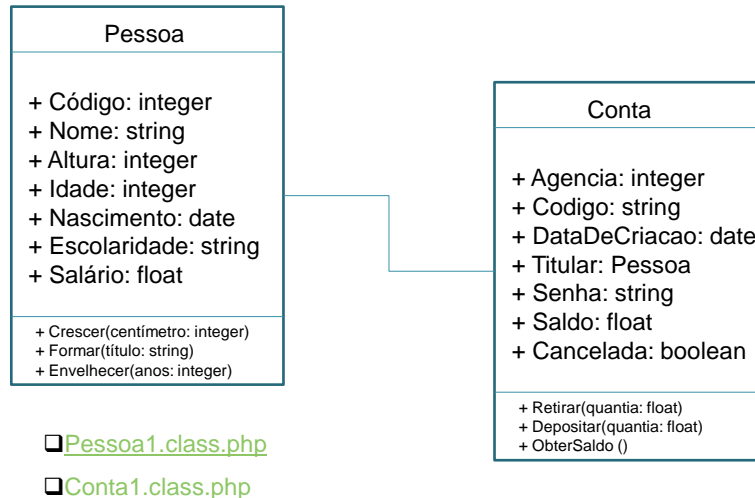 Pessoa
+ Código: integer
+ Nome: string
+ Altura: integer
+ Idade: integer
+ Nascimento: date
+ Escolaridade: string
+ Salário: float
+ Crescer(centímetro: integer)
+ Formar(título: string)
+ Envelhecer(anos: integer)
Conta
+ Agencia: integer
+ Codigo: string
+ DataDeCriacao: date
+ Titular: Pessoa
+ Senha: string
+ Saldo: float
+ Cancelada: boolean
+ Retirar(quantia: float)
+ Depositar(quantia: float)
+ ObterSaldo ()
❑Pessoa1.class.php
❑Conta1.class.php